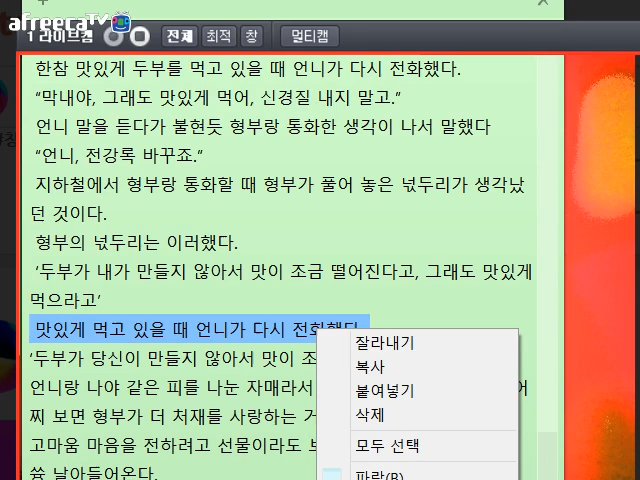 afreecaTV
1 라이브캠 전체 최적 창 멀티캠
한참 맛있게 두부를 먹고 있을 때 언니가 다시 전화했다.
“막내야, 그래도 맛있게 먹어, 신경질 내지 말고.”
언니 말을 듣다가 불현듯 형부랑 통화한 생각이 나서 말했다
“언니, 전강록 바꾸죠.”
지하철에서 형부랑 통화할 때 형부가 풀어 놓은 넋두리가 생각났
던 것이다.
형부의 넋두리는 이러했다.
‘두부가 내가 만들지 않아서 맛이 조금 떨어진다고, 그래도 맛있게
먹으라고’
맛있게 먹고 있을 때 언니가 다시 전화했다
‘두부가 당신이 만들지 않아서 맛이 조
언니랑 나야 같은 피를 나눈 자매라서 어
찌 보면 형부가 더 처재를 사랑하는 거
고마움 마음을 전하려고 선물이라도 보
쓩 날아들어온다.
잘라내기
복사
붙여넣기
삭제
모두 선택
파랑(B)